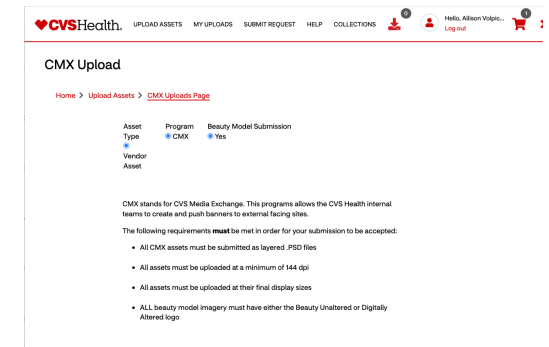 CVSHealth.
UPLOAD ASSETS
MY UPLOADS
SUBMIT REQUEST
HELP
COLLECTIONS
0
Hello, Allison Volpic...
Log out
1
CMX Upload
Home > Upload Assets > CMX Uploads Page
Asset Type
Vendor Asset
Program
CMX
Beauty Model Submission
Yes
CMX stands for CVS Media Exchange. This programs allows the CVS Health internal
teams to create and push banners to external facing sites.
The following requirements must be met in order for your submission to be accepted:
• All CMX assets must be submitted as layered .PSD files
• All assets must be uploaded at a minimum of 144 dpi
• All assets must be uploaded at their final display sizes
• ALL beauty model imagery must have either the Beauty Unaltered or Digitally
Altered logo